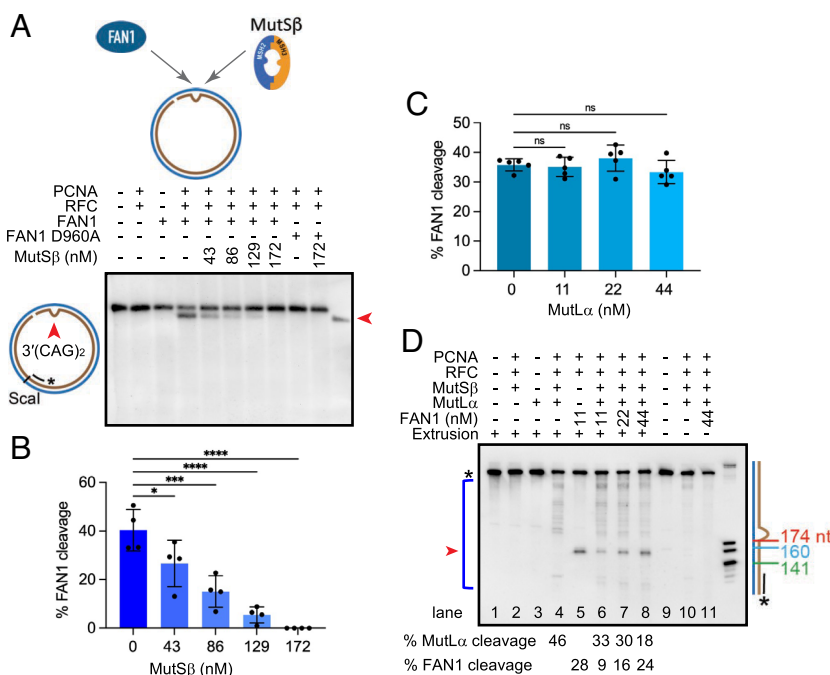 A
FAN1
MutSβ
MSH2
MSH2
- + - + + + + + + + PCNA
- + - + + + + + + + RFC
- - + + + + + + - - FAN1
- - - - - - - - + + FAN1 D960A
- - - - 43 86 129 172 - 172 MutSβ (nM)
3′(CAG)₂
ScaI
*
B
**** 
****
***
*
% FAN1 cleavage
60
40
20
0
0 43 86 129 172
MutSβ (nM)
C
ns
ns
ns
% FAN1 cleavage
50
40
30
20
10
0
0 11 22 44
MutLα (nM)
D
PCNA - + - + + + + + - + +
RFC - + - + + + + + - + +
MutSβ - + - + - + + + - + +
MutLα - - + + - + + + - + +
FAN1 (nM) - - - - 11 11 22 44 - - 44
Extrusion + + + + + + + + - - -
*
174 nt
160
141
*
lane 1 2 3 4 5 6 7 8 9 10 11
% MutLα cleavage 46 33 30 18
% FAN1 cleavage 28 9 16 24